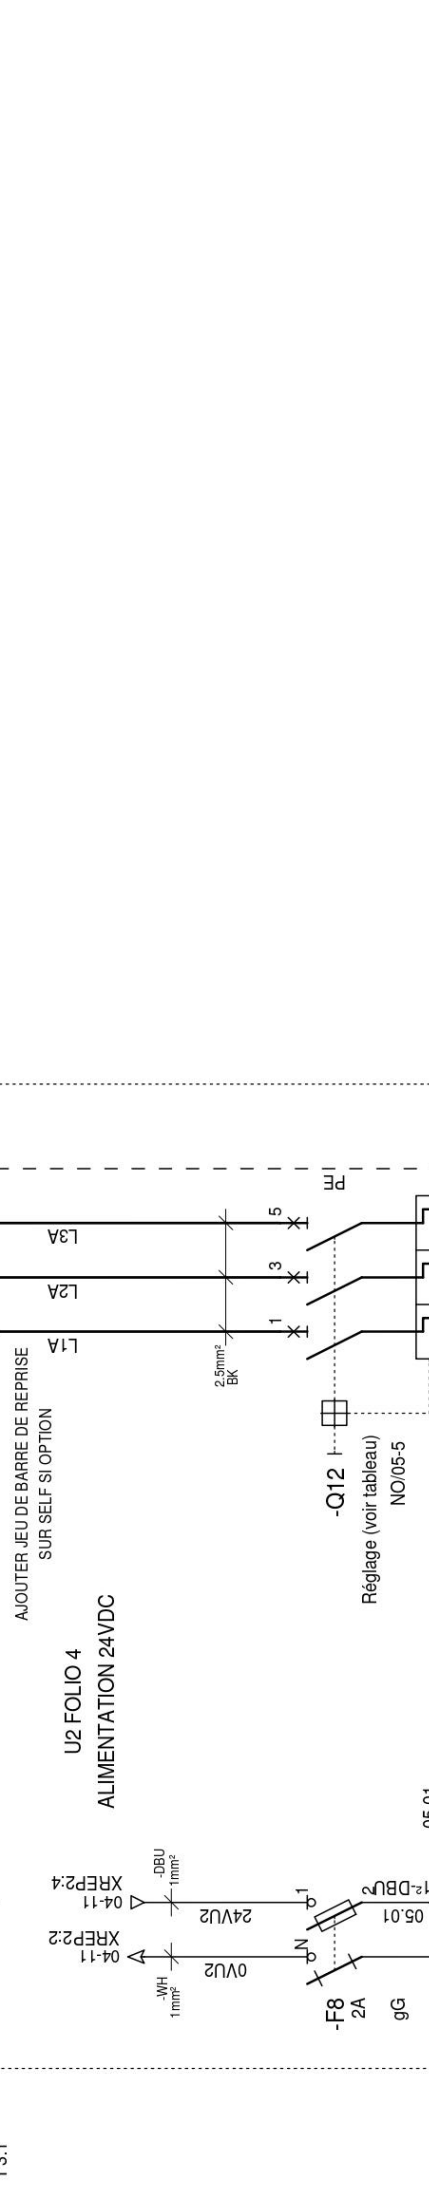 PE
L3A
5
L2A
3
L1A
1
2.5mm²
BK
AJOUTER JEU DE BARRE DE REPRISE
SUR SELF SI OPTION
-Q12
Réglage (voir tableau)
NO/05-5
U2 FOLIO 4
ALIMENTATION 24VDC
XREP2:4
04-11
-DBU
1mm²
24VU2
1
2
05.01
XREP2:2
04-11
-WH
1mm²
0VU2
N
-F8
2A
gG